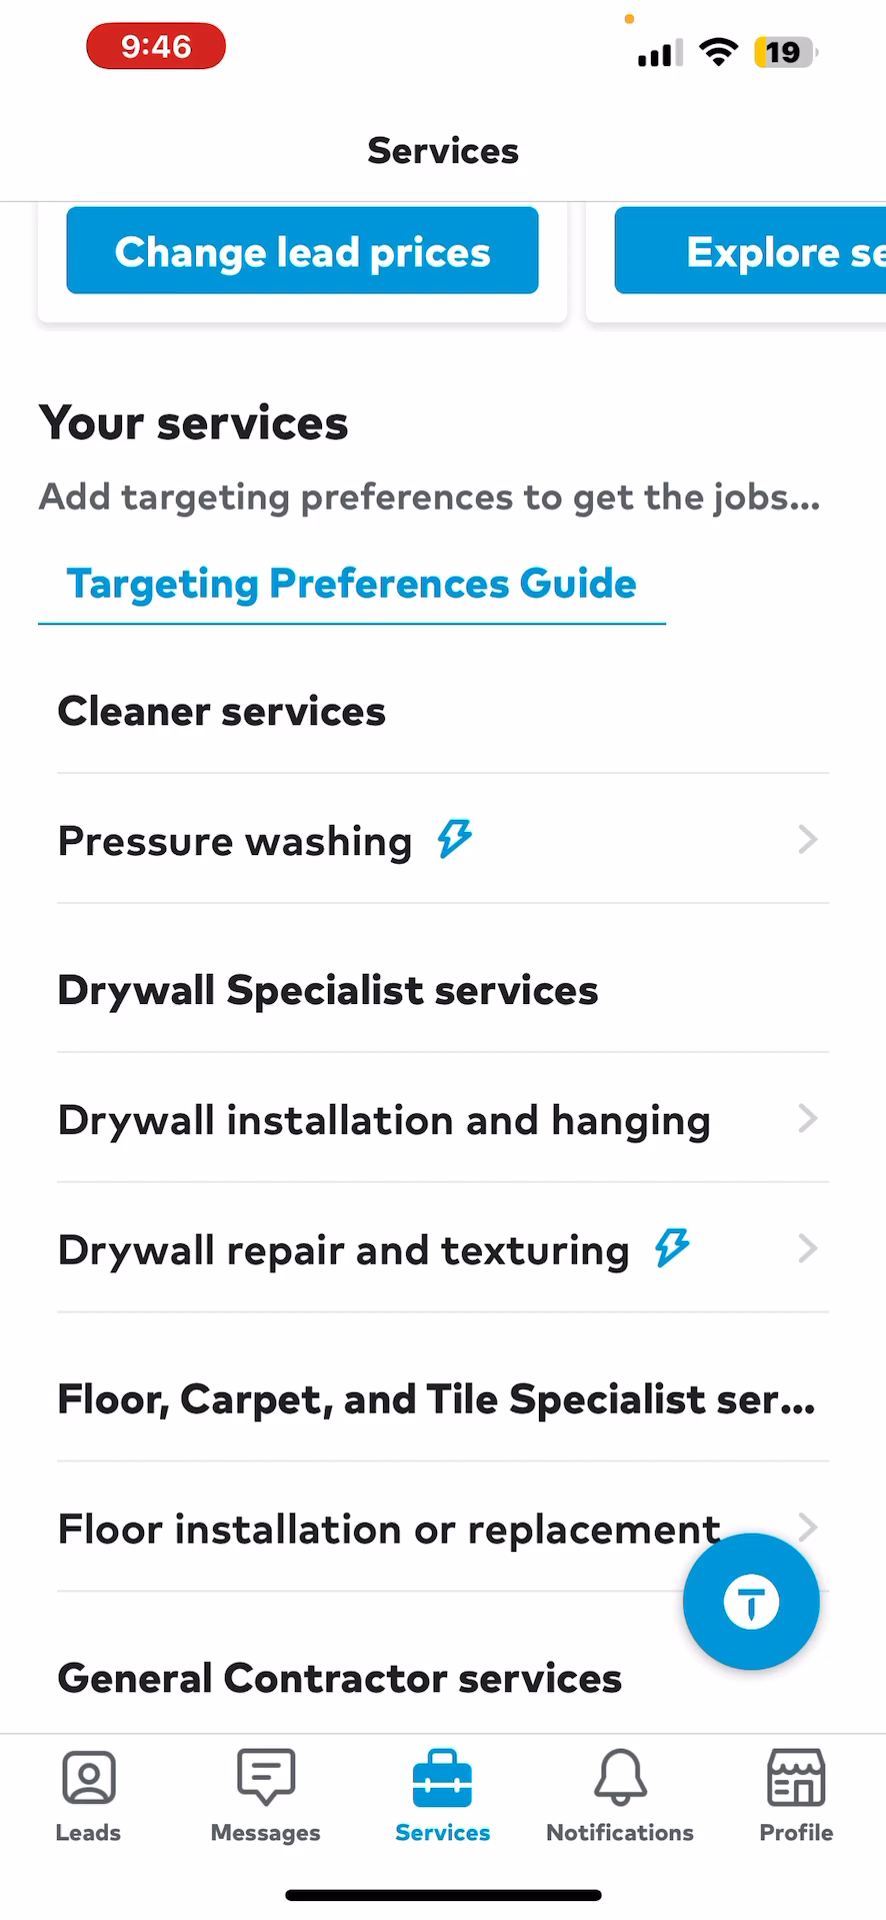 9:46
19
Services
Change lead prices
Explore se
Your services
Add targeting preferences to get the jobs...
Targeting Preferences Guide
Cleaner services
Pressure washing
Drywall Specialist services
Drywall installation and hanging
Drywall repair and texturing
Floor, Carpet, and Tile Specialist ser...
Floor installation or replacement
T
General Contractor services
Leads
Messages
Services
Notifications
Profile